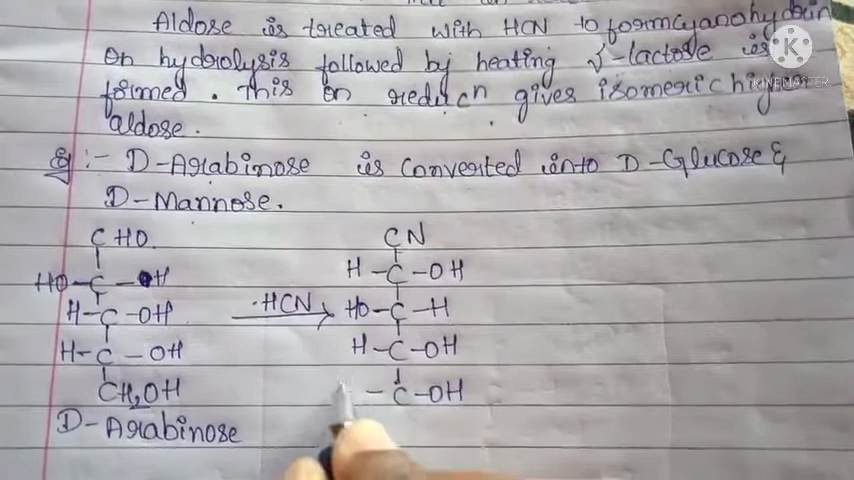 Aldose is treated with HCN to form cyanohydrin
on hydrolysis followed by heating √-lactose is
formed. This on reducn gives isomeric higher
aldose.
Eg:- D-Arabinose is converted into D-Glucose &
D-Mannose.
CHO CN
HO-C-H H-C-OH
H-C-OH HCN HO-C-H
H-C-OH H-C-OH
CH2OH -C-OH
D-Arabinose
K
KINEMASTER